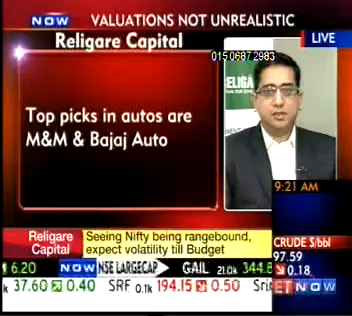 NOW VALUATIONS NOT UNREALISTIC
Religare Capital
LIVE
015 0687 2983
ELIGA
Top picks in autos are
M&M & Bajaj Auto
9:21 AM
Religare
Capital
Seeing Nifty being rangebound,
expect volatility till Budget
CRUDE $/bbl
97.59
0.18
6.20 NOW NSE LARGECAP GAIL 21.0k 344.8
k 37.60 0.40 SRF 0.1k 194.15 0.50 Sri
ET NOW